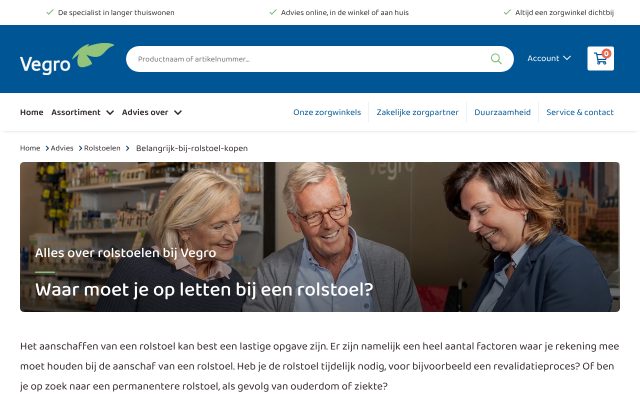 De specialist in langer thuiswonen
Advies online, in de winkel of aan huis
Altijd een zorgwinkel dichtbij
Vegro
Productnaam of artikelnummer...
Account
0
Home
Assortiment
Advies over
Onze zorgwinkels
Zakelijke zorgpartner
Duurzaamheid
Service & contact
Home > Advies > Rolstoelen > Belangrijk-bij-rolstoel-kopen
vegro
Alles over rolstoelen bij Vegro
Waar moet je op letten bij een rolstoel?
Het aanschaffen van een rolstoel kan best een lastige opgave zijn. Er zijn namelijk een heel aantal factoren waar je rekening mee
moet houden bij de aanschaf van een rolstoel. Heb je de rolstoel tijdelijk nodig, voor bijvoorbeeld een revalidatieproces? Of ben
je op zoek naar een permanentere rolstoel, als gevolg van ouderdom of ziekte?